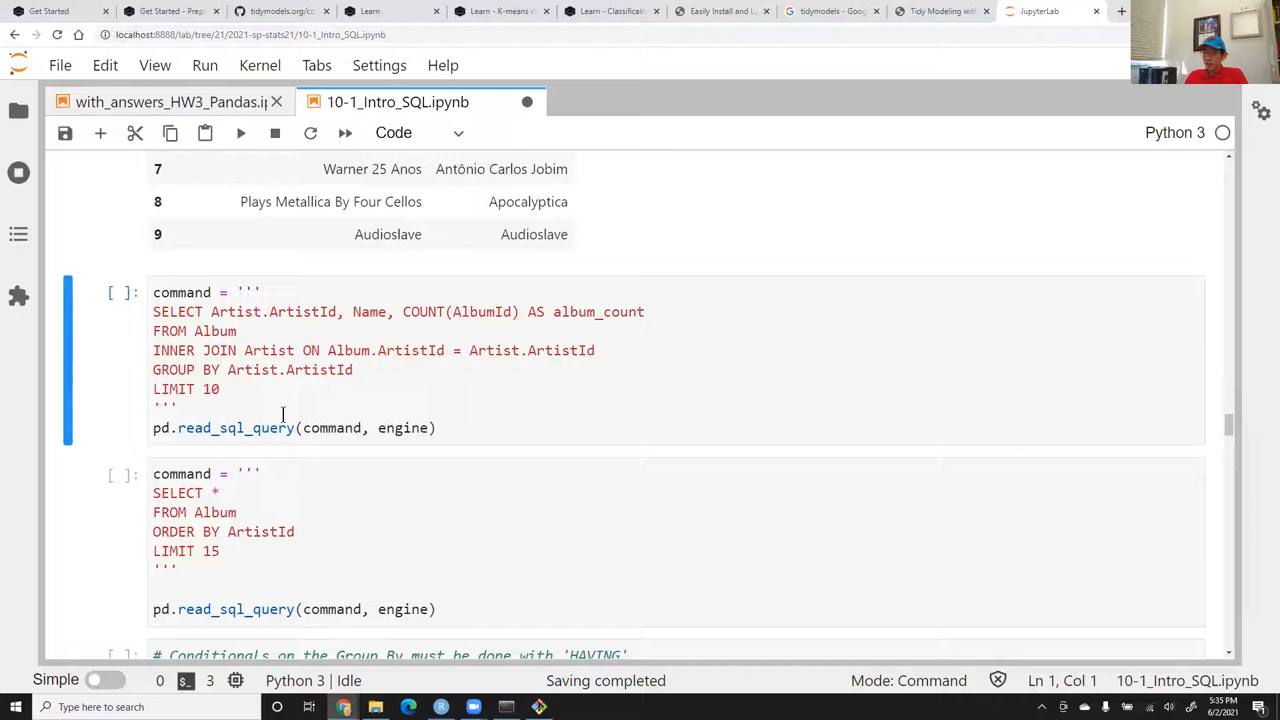 Get Started
Get Started - Prep
tidymodels.org/co
Learn
Learn - K-means c
Learn - Classificati
Easily Install and L
tidymodels - Goog
Tidy Modeling with
JupyterLab
localhost:8888/lab/tree/21/2021-sp-stats21/10-1_Intro_SQL.ipynb
File Edit View Run Kernel Tabs Settings Help
with_answers_HW3_Pandas.ip
10-1_Intro_SQL.ipynb
Code
Python 3
7 Warner 25 Anos Antônio Carlos Jobim
8 Plays Metallica By Four Cellos Apocalyptica
9 Audioslave Audioslave
[ ]: command = '''
SELECT Artist.ArtistId, Name, COUNT(AlbumId) AS album_count
FROM Album
INNER JOIN Artist ON Album.ArtistId = Artist.ArtistId
GROUP BY Artist.ArtistId
LIMIT 10
'''
pd.read_sql_query(command, engine)
[ ]: command = '''
SELECT *
FROM Album
ORDER BY ArtistId
LIMIT 15
'''
pd.read_sql_query(command, engine)
[ ]: # Conditionals on the Group By must be done with 'HAVING'
Simple 0 3 Python 3 | Idle Saving completed Mode: Command Ln 1, Col 1 10-1_Intro_SQL.ipynb
Type here to search
5:35 PM
6/2/2021